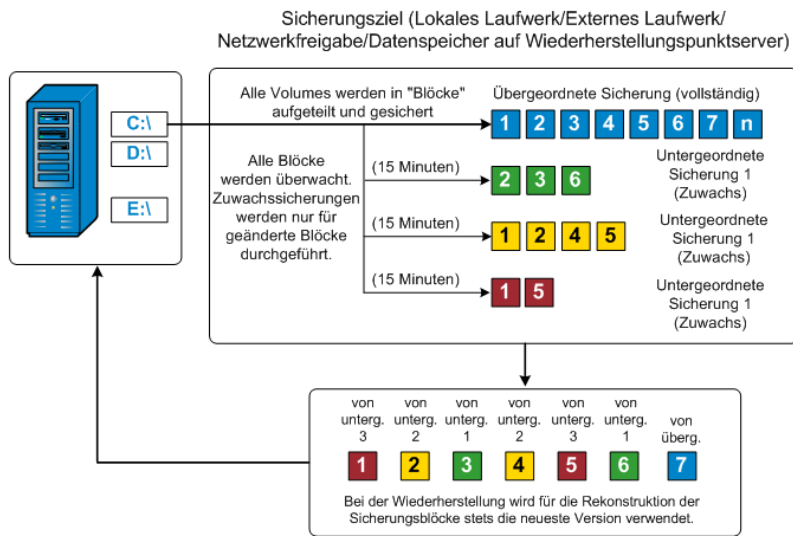 Sicherungsziel (Lokales Laufwerk/Externes Laufwerk/
Netzwerkfreigabe/Datenspeicher auf Wiederherstellungspunktserver)
C:\
D:\
E:\
Alle Volumes werden in "Blöcke"
aufgeteilt und gesichert
Übergeordnete Sicherung (vollständig)
1 2 3 4 5 6 7 n
Alle Blöcke
werden überwacht.
Zuwachssicherungen
werden nur für
geänderte Blöcke
durchgeführt.
(15 Minuten)
2 3 6
Untergeordnete
Sicherung 1
(Zuwachs)
(15 Minuten)
1 2 4 5
Untergeordnete
Sicherung 1
(Zuwachs)
(15 Minuten)
1 5
Untergeordnete
Sicherung 1
(Zuwachs)
von
unterg.
3
von
unterg.
2
von
unterg.
1
von
unterg.
2
von
unterg.
3
von
unterg.
1
von
überg.
1 2 3 4 5 6 7
Bei der Wiederherstellung wird für die Rekonstruktion der
Sicherungsblöcke stets die neueste Version verwendet.